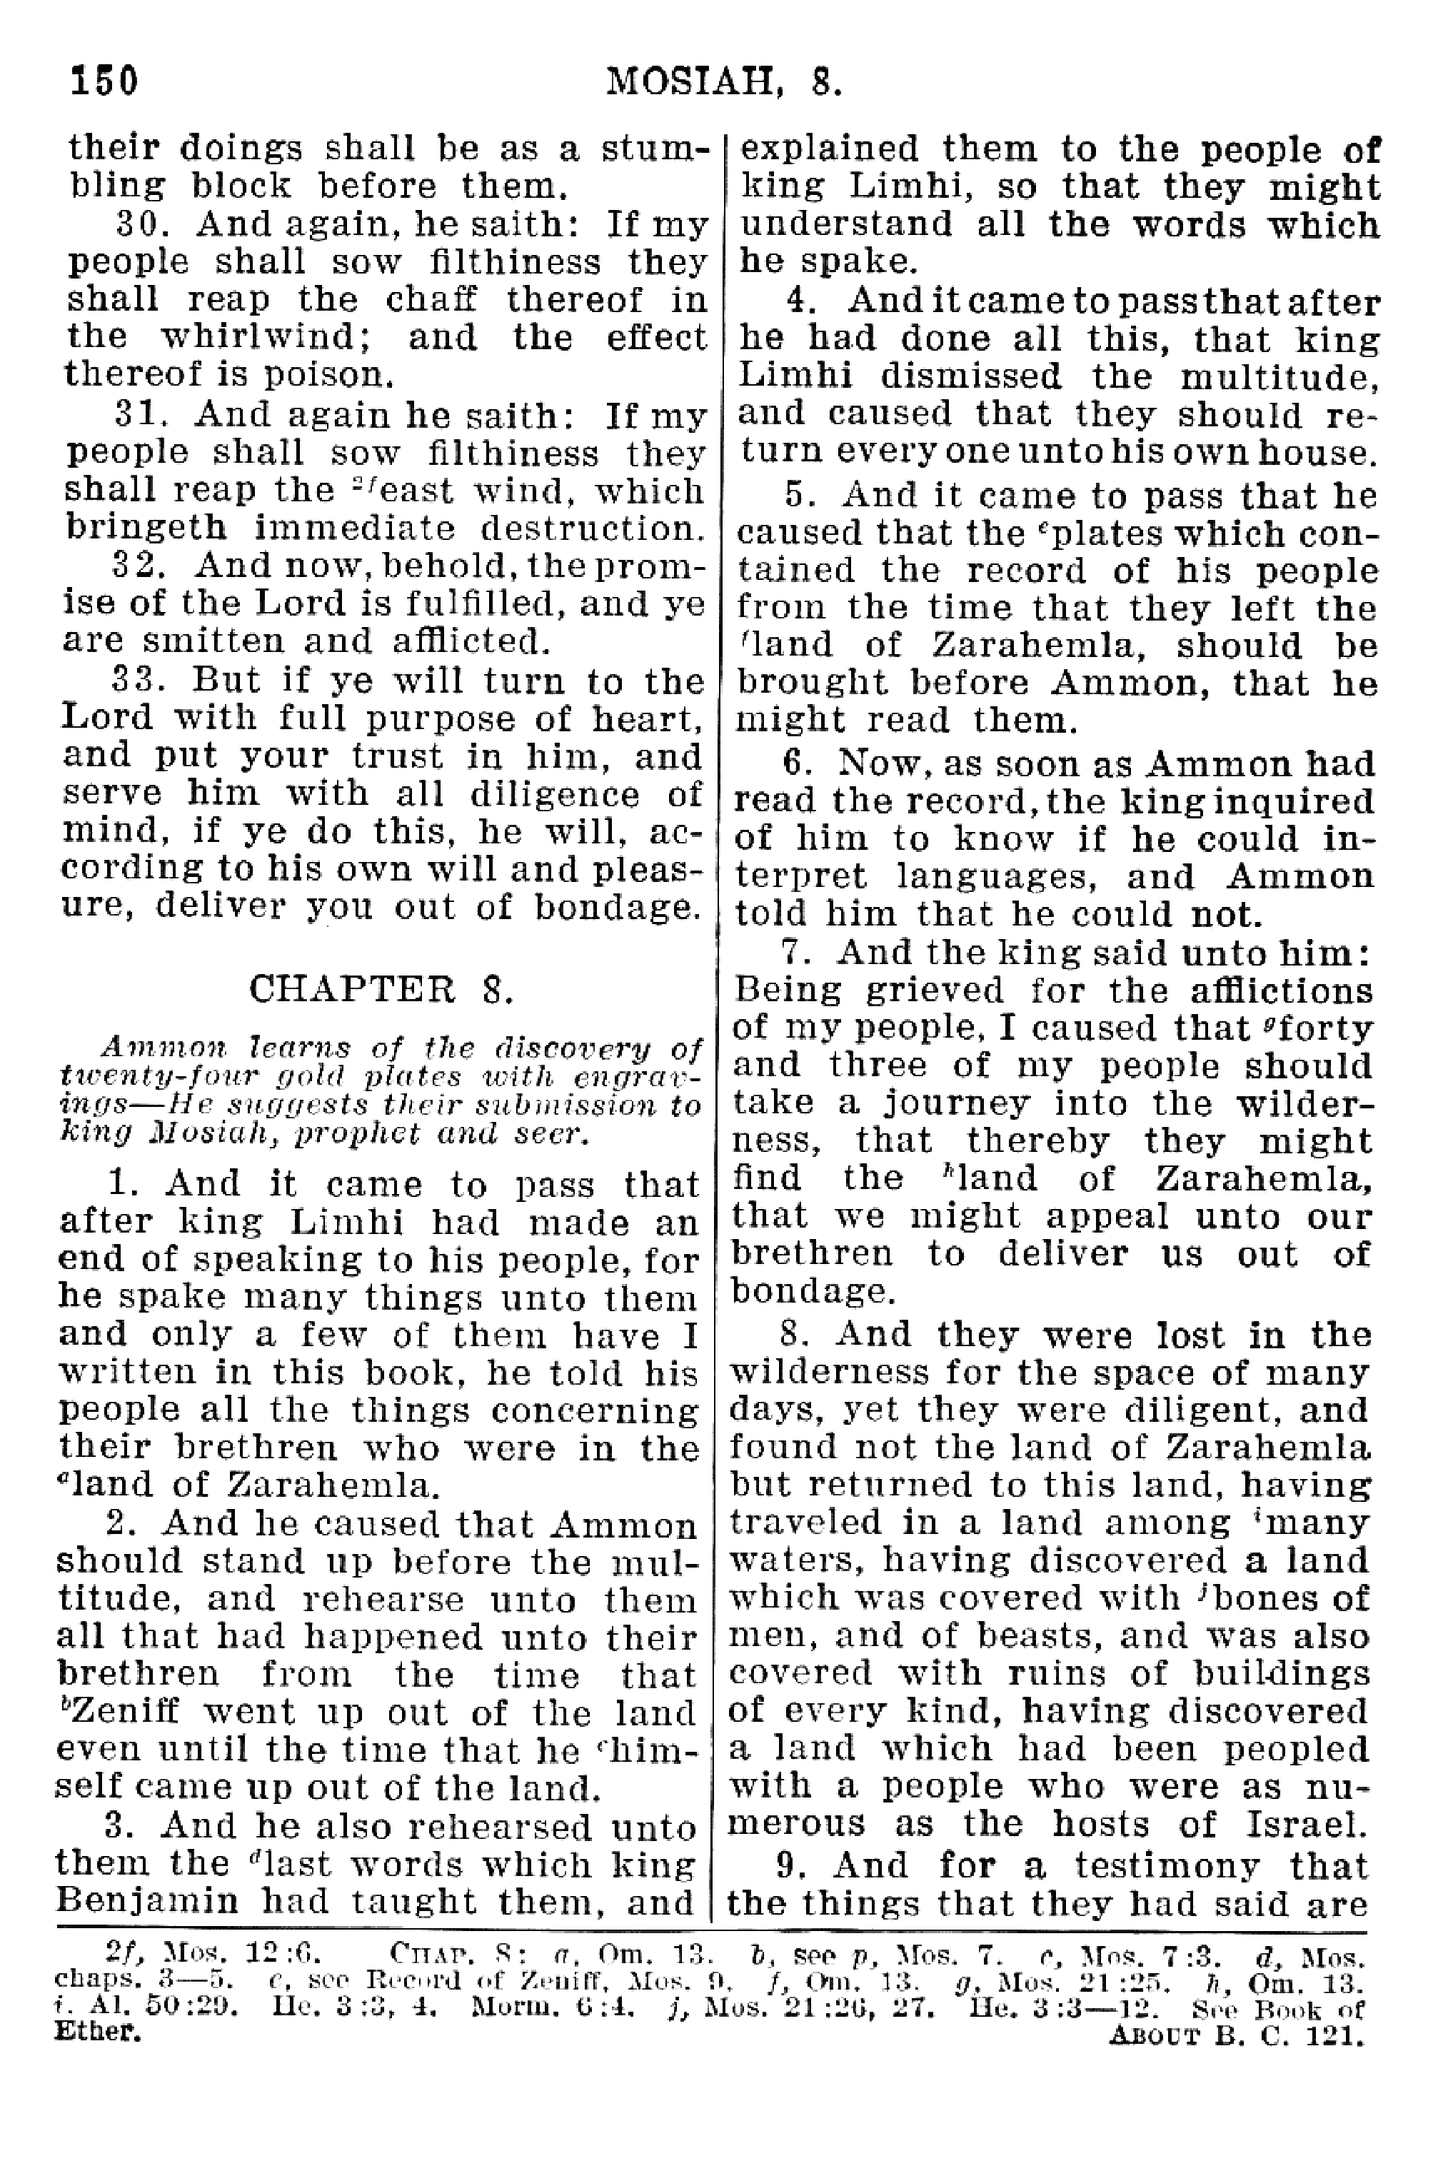 150
MOSIAH, 8.
their doings shall be as a stum-
bling block before them.
30. And again, he saith: If my
people shall sow filthiness they
shall reap the chaff thereof in
the whirlwind; and the effect
thereof is poison.
31. And again he saith: If my
people shall sow filthiness they
shall reap the 2f east wind, which
bringeth immediate destruction.
32. And now, behold, the prom-
ise of the Lord is fulfilled, and ye
are smitten and afflicted.
33. But if ye will turn to the
Lord with full purpose of heart,
and put your trust in him, and
serve him with all diligence of
mind, if ye do this, he will, ac-
cording to his own will and pleas-
ure, deliver you out of bondage.
CHAPTER 8.
Ammon learns of the discovery of
twenty-four gold plates with engrav-
ings—He suggests their submission to
king Mosiah, prophet and seer.
1. And it came to pass that
after king Limhi had made an
end of speaking to his people, for
he spake many things unto them
and only a few of them have I
written in this book, he told his
people all the things concerning
their brethren who were in the
a land of Zarahemla.
2. And he caused that Ammon
should stand up before the mul-
titude, and rehearse unto them
all that had happened unto their
brethren from the time that
b Zeniff went up out of the land
even until the time that he c him-
self came up out of the land.
3. And he also rehearsed unto
them the d last words which king
Benjamin had taught them, and
explained them to the people of
king Limhi, so that they might
understand all the words which
he spake.
4. And it came to pass that after
he had done all this, that king
Limhi dismissed the multitude,
and caused that they should re-
turn every one unto his own house.
5. And it came to pass that he
caused that the e plates which con-
tained the record of his people
from the time that they left the
f land of Zarahemla, should be
brought before Ammon, that he
might read them.
6. Now, as soon as Ammon had
read the record, the king inquired
of him to know if he could in-
terpret languages, and Ammon
told him that he could not.
7. And the king said unto him:
Being grieved for the afflictions
of my people, I caused that g forty
and three of my people should
take a journey into the wilder-
ness, that thereby they might
find the h land of Zarahemla,
that we might appeal unto our
brethren to deliver us out of
bondage.
8. And they were lost in the
wilderness for the space of many
days, yet they were diligent, and
found not the land of Zarahemla
but returned to this land, having
traveled in a land among i many
waters, having discovered a land
which was covered with j bones of
men, and of beasts, and was also
covered with ruins of buildings
of every kind, having discovered
a land which had been peopled
with a people who were as nu-
merous as the hosts of Israel.
9. And for a testimony that
the things that they had said are
2f, Mos. 12:6. CHAP. 8: a, Om. 13. b, see p, Mos. 7. c, Mos. 7:3. d, Mos.
chaps. 3—5. e, see Record of Zeniff, Mos. 9. f, Om. 13. g, Mos. 21:25. h, Om. 13.
i. Al. 50:29. He. 3:3, 4. Morm. 6:4. j, Mos. 21:26, 27. He. 3:3—12. See Book of
Ether. ABOUT B. C. 121.